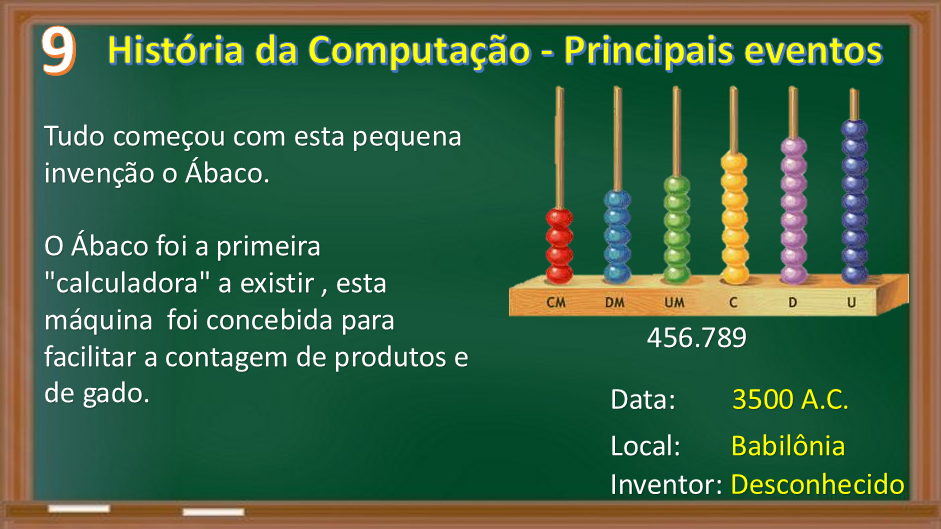 9 História da Computação - Principais eventos
Tudo começou com esta pequena
invenção o Ábaco.
O Ábaco foi a primeira
"calculadora" a existir , esta
máquina foi concebida para
facilitar a contagem de produtos e
de gado.
CM DM UM C D U
456.789
Data: 3500 A.C.
Local: Babilônia
Inventor: Desconhecido